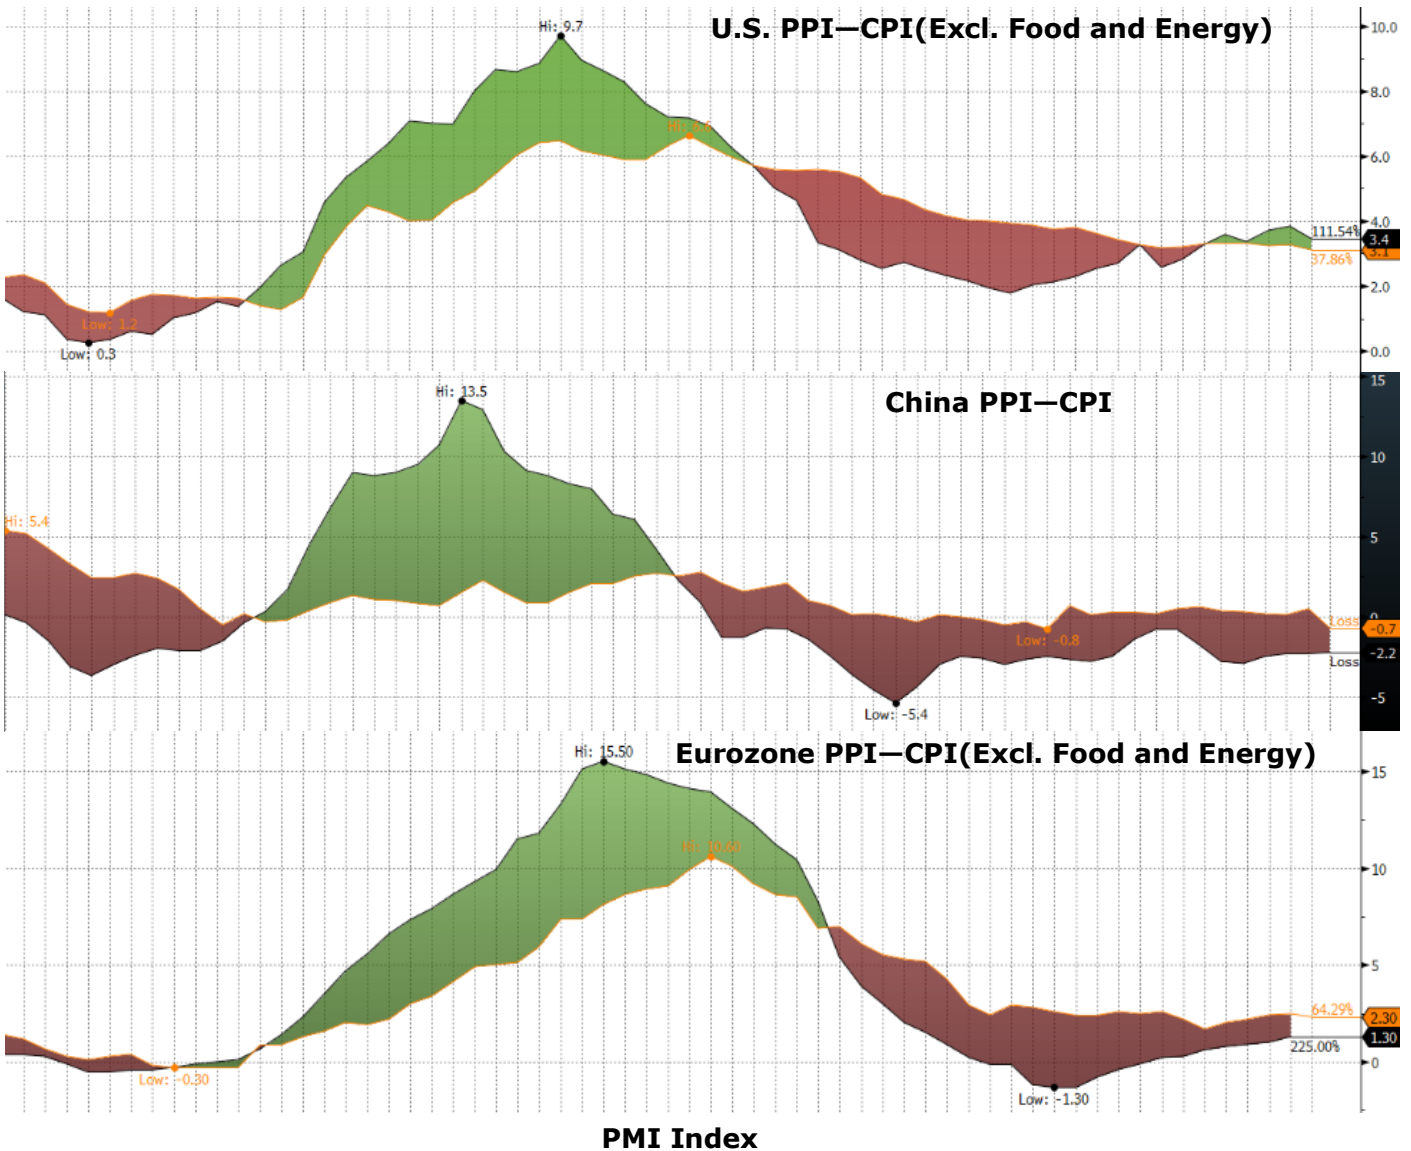 U.S. PPI—CPI(Excl. Food and Energy)
Hi: 9.7
10.0
8.0
6.0
4.0
111.54%
3.4
3.1
37.86%
2.0
Low: 1.2
Low: 0.3
0.0
China PPI—CPI
15
Hi: 13.5
10
Hi: 5.4
5
0
Loss
-0.7
Low: -0.8
-2.2
Loss
-5
Low: -5.4
Eurozone PPI—CPI(Excl. Food and Energy)
Hi: 15.50
15
Hi: 10.60
10
5
64.29%
2.30
1.30
225.00%
0
Low: -0.30
Low: -1.30
PMI Index